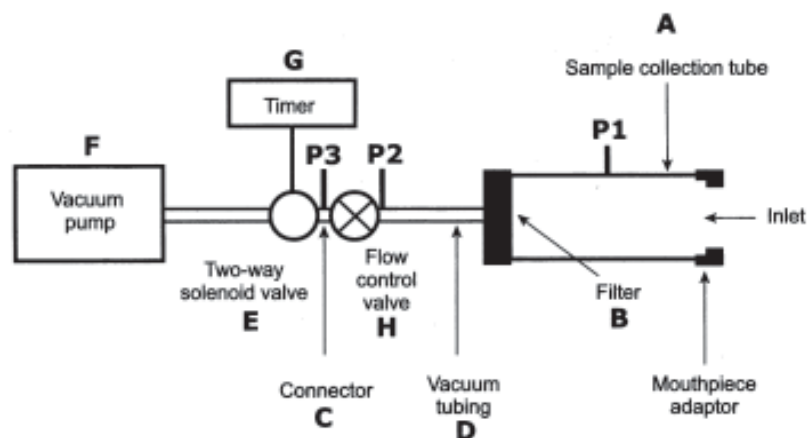 A
Sample collection tube
G
Timer
P1
F
P3
P2
Vacuum
pump
Inlet
Two-way
solenoid valve
E
Flow
control
valve
H
Filter
B
Connector
C
Vacuum
tubing
D
Mouthpiece
adaptor